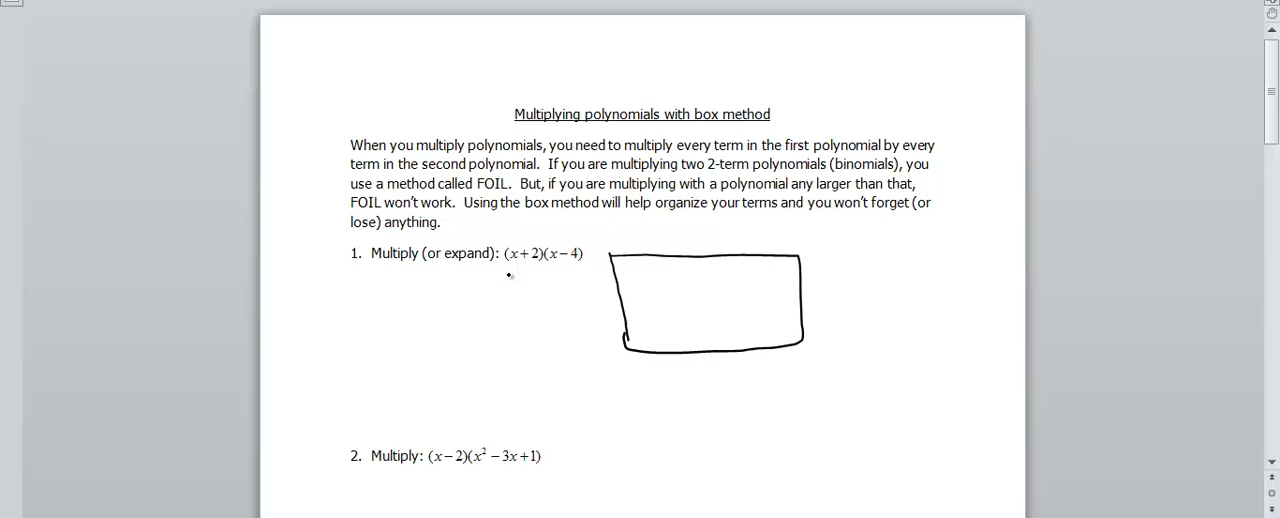 Multiplying polynomials with box method
When you multiply polynomials, you need to multiply every term in the first polynomial by every
term in the second polynomial. If you are multiplying two 2-term polynomials (binomials), you
use a method called FOIL. But, if you are multiplying with a polynomial any larger than that,
FOIL won't work. Using the box method will help organize your terms and you won't forget (or
lose) anything.
1. Multiply (or expand): (x+2)(x−4)
2. Multiply: (x−2)(x² −3x+1)